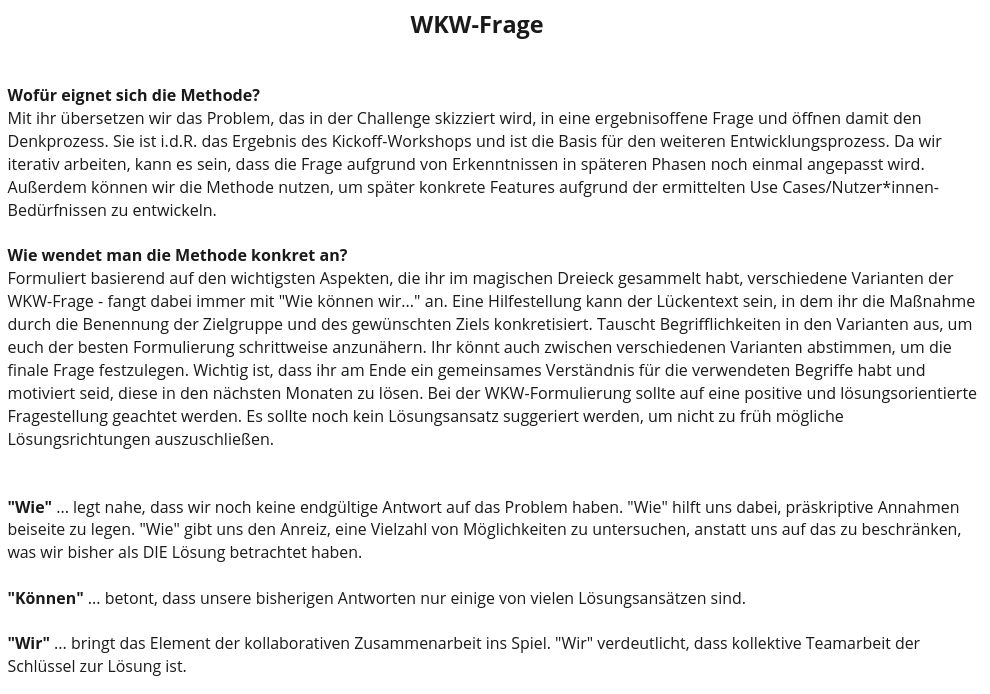 WKW-Frage
Wofür eignet sich die Methode?
Mit ihr übersetzen wir das Problem, das in der Challenge skizziert wird, in eine ergebnisoffene Frage und öffnen damit den
Denkprozess. Sie ist i.d.R. das Ergebnis des Kickoff-Workshops und ist die Basis für den weiteren Entwicklungsprozess. Da wir
iterativ arbeiten, kann es sein, dass die Frage aufgrund von Erkenntnissen in späteren Phasen noch einmal angepasst wird.
Außerdem können wir die Methode nutzen, um später konkrete Features aufgrund der ermittelten Use Cases/Nutzer*innen-
Bedürfnissen zu entwickeln.
Wie wendet man die Methode konkret an?
Formuliert basierend auf den wichtigsten Aspekten, die ihr im magischen Dreieck gesammelt habt, verschiedene Varianten der
WKW-Frage - fangt dabei immer mit "Wie können wir..." an. Eine Hilfestellung kann der Lückentext sein, in dem ihr die Maßnahme
durch die Benennung der Zielgruppe und des gewünschten Ziels konkretisiert. Tauscht Begrifflichkeiten in den Varianten aus, um
euch der besten Formulierung schrittweise anzunähern. Ihr könnt auch zwischen verschiedenen Varianten abstimmen, um die
finale Frage festzulegen. Wichtig ist, dass ihr am Ende ein gemeinsames Verständnis für die verwendeten Begriffe habt und
motiviert seid, diese in den nächsten Monaten zu lösen. Bei der WKW-Formulierung sollte auf eine positive und lösungsorientierte
Fragestellung geachtet werden. Es sollte noch kein Lösungsansatz suggeriert werden, um nicht zu früh mögliche
Lösungsrichtungen auszuschließen.
"Wie" ... legt nahe, dass wir noch keine endgültige Antwort auf das Problem haben. "Wie" hilft uns dabei, präskriptive Annahmen
beiseite zu legen. "Wie" gibt uns den Anreiz, eine Vielzahl von Möglichkeiten zu untersuchen, anstatt uns auf das zu beschränken,
was wir bisher als DIE Lösung betrachtet haben.
"Können" ... betont, dass unsere bisherigen Antworten nur einige von vielen Lösungsansätzen sind.
"Wir" ... bringt das Element der kollaborativen Zusammenarbeit ins Spiel. "Wir" verdeutlicht, dass kollektive Teamarbeit der
Schlüssel zur Lösung ist.